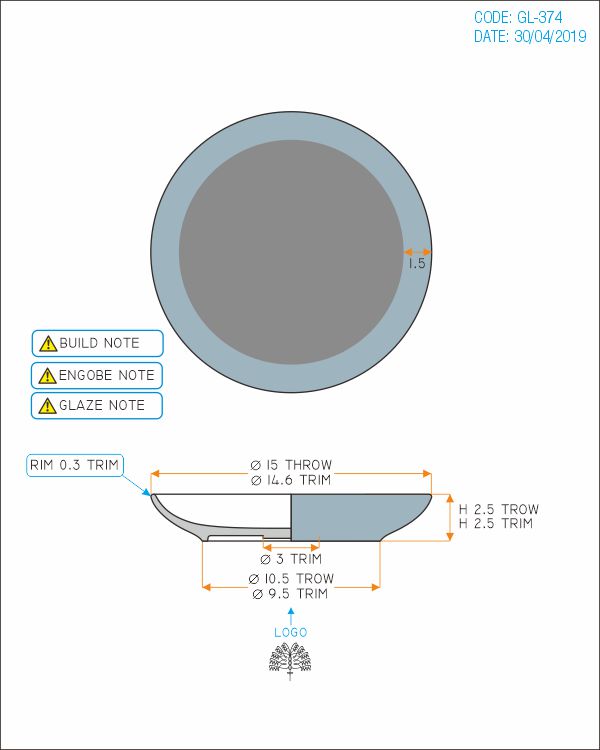 CODE: GL-374
DATE: 30/04/2019
1.5
BUILD NOTE
ENGOBE NOTE
GLAZE NOTE
RIM 0.3 TRIM
Ø 15 THROW
Ø 14.6 TRIM
H 2.5 TROW
H 2.5 TRIM
Ø 3 TRIM
Ø 10.5 TROW
Ø 9.5 TRIM
LOGO